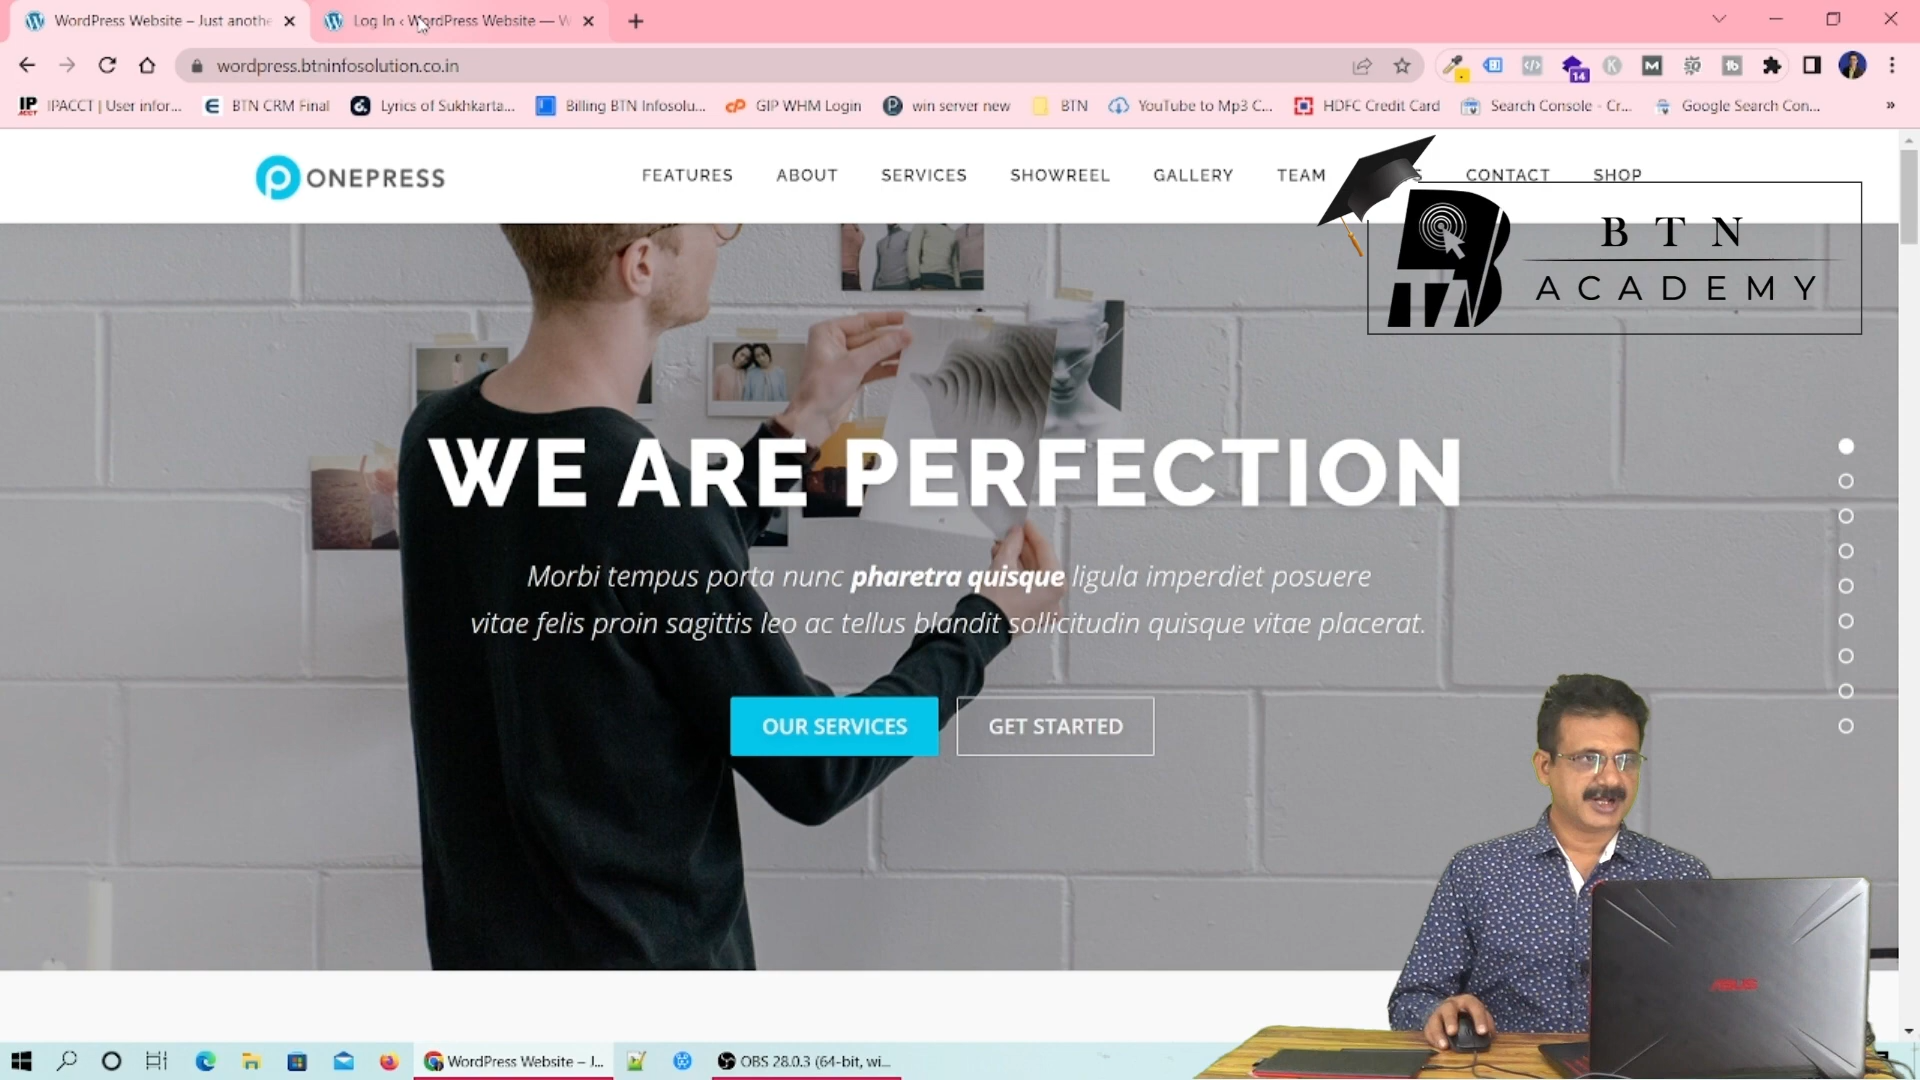 WordPress Website – Just anothe
Log In ‹ WordPress Website — W
wordpress.btninfosolution.co.in
14
IPACCT | User infor...
BTN CRM Final
Lyrics of Sukhkarta...
Billing BTN Infosolu...
GIP WHM Login
win server new
BTN
YouTube to Mp3 C...
HDFC Credit Card
Search Console - Cr...
Google Search Con...
ONEPRESS
FEATURES
ABOUT
SERVICES
SHOWREEL
GALLERY
TEAM
CONTACT
SHOP
BTN
ACADEMY
WE ARE PERFECTION
Morbi tempus porta nunc pharetra quisque ligula imperdiet posuere
vitae felis proin sagittis leo ac tellus blandit sollicitudin quisque vitae placerat.
OUR SERVICES
GET STARTED
ASUS
WordPress Website – J...
OBS 28.0.3 (64-bit, wi...